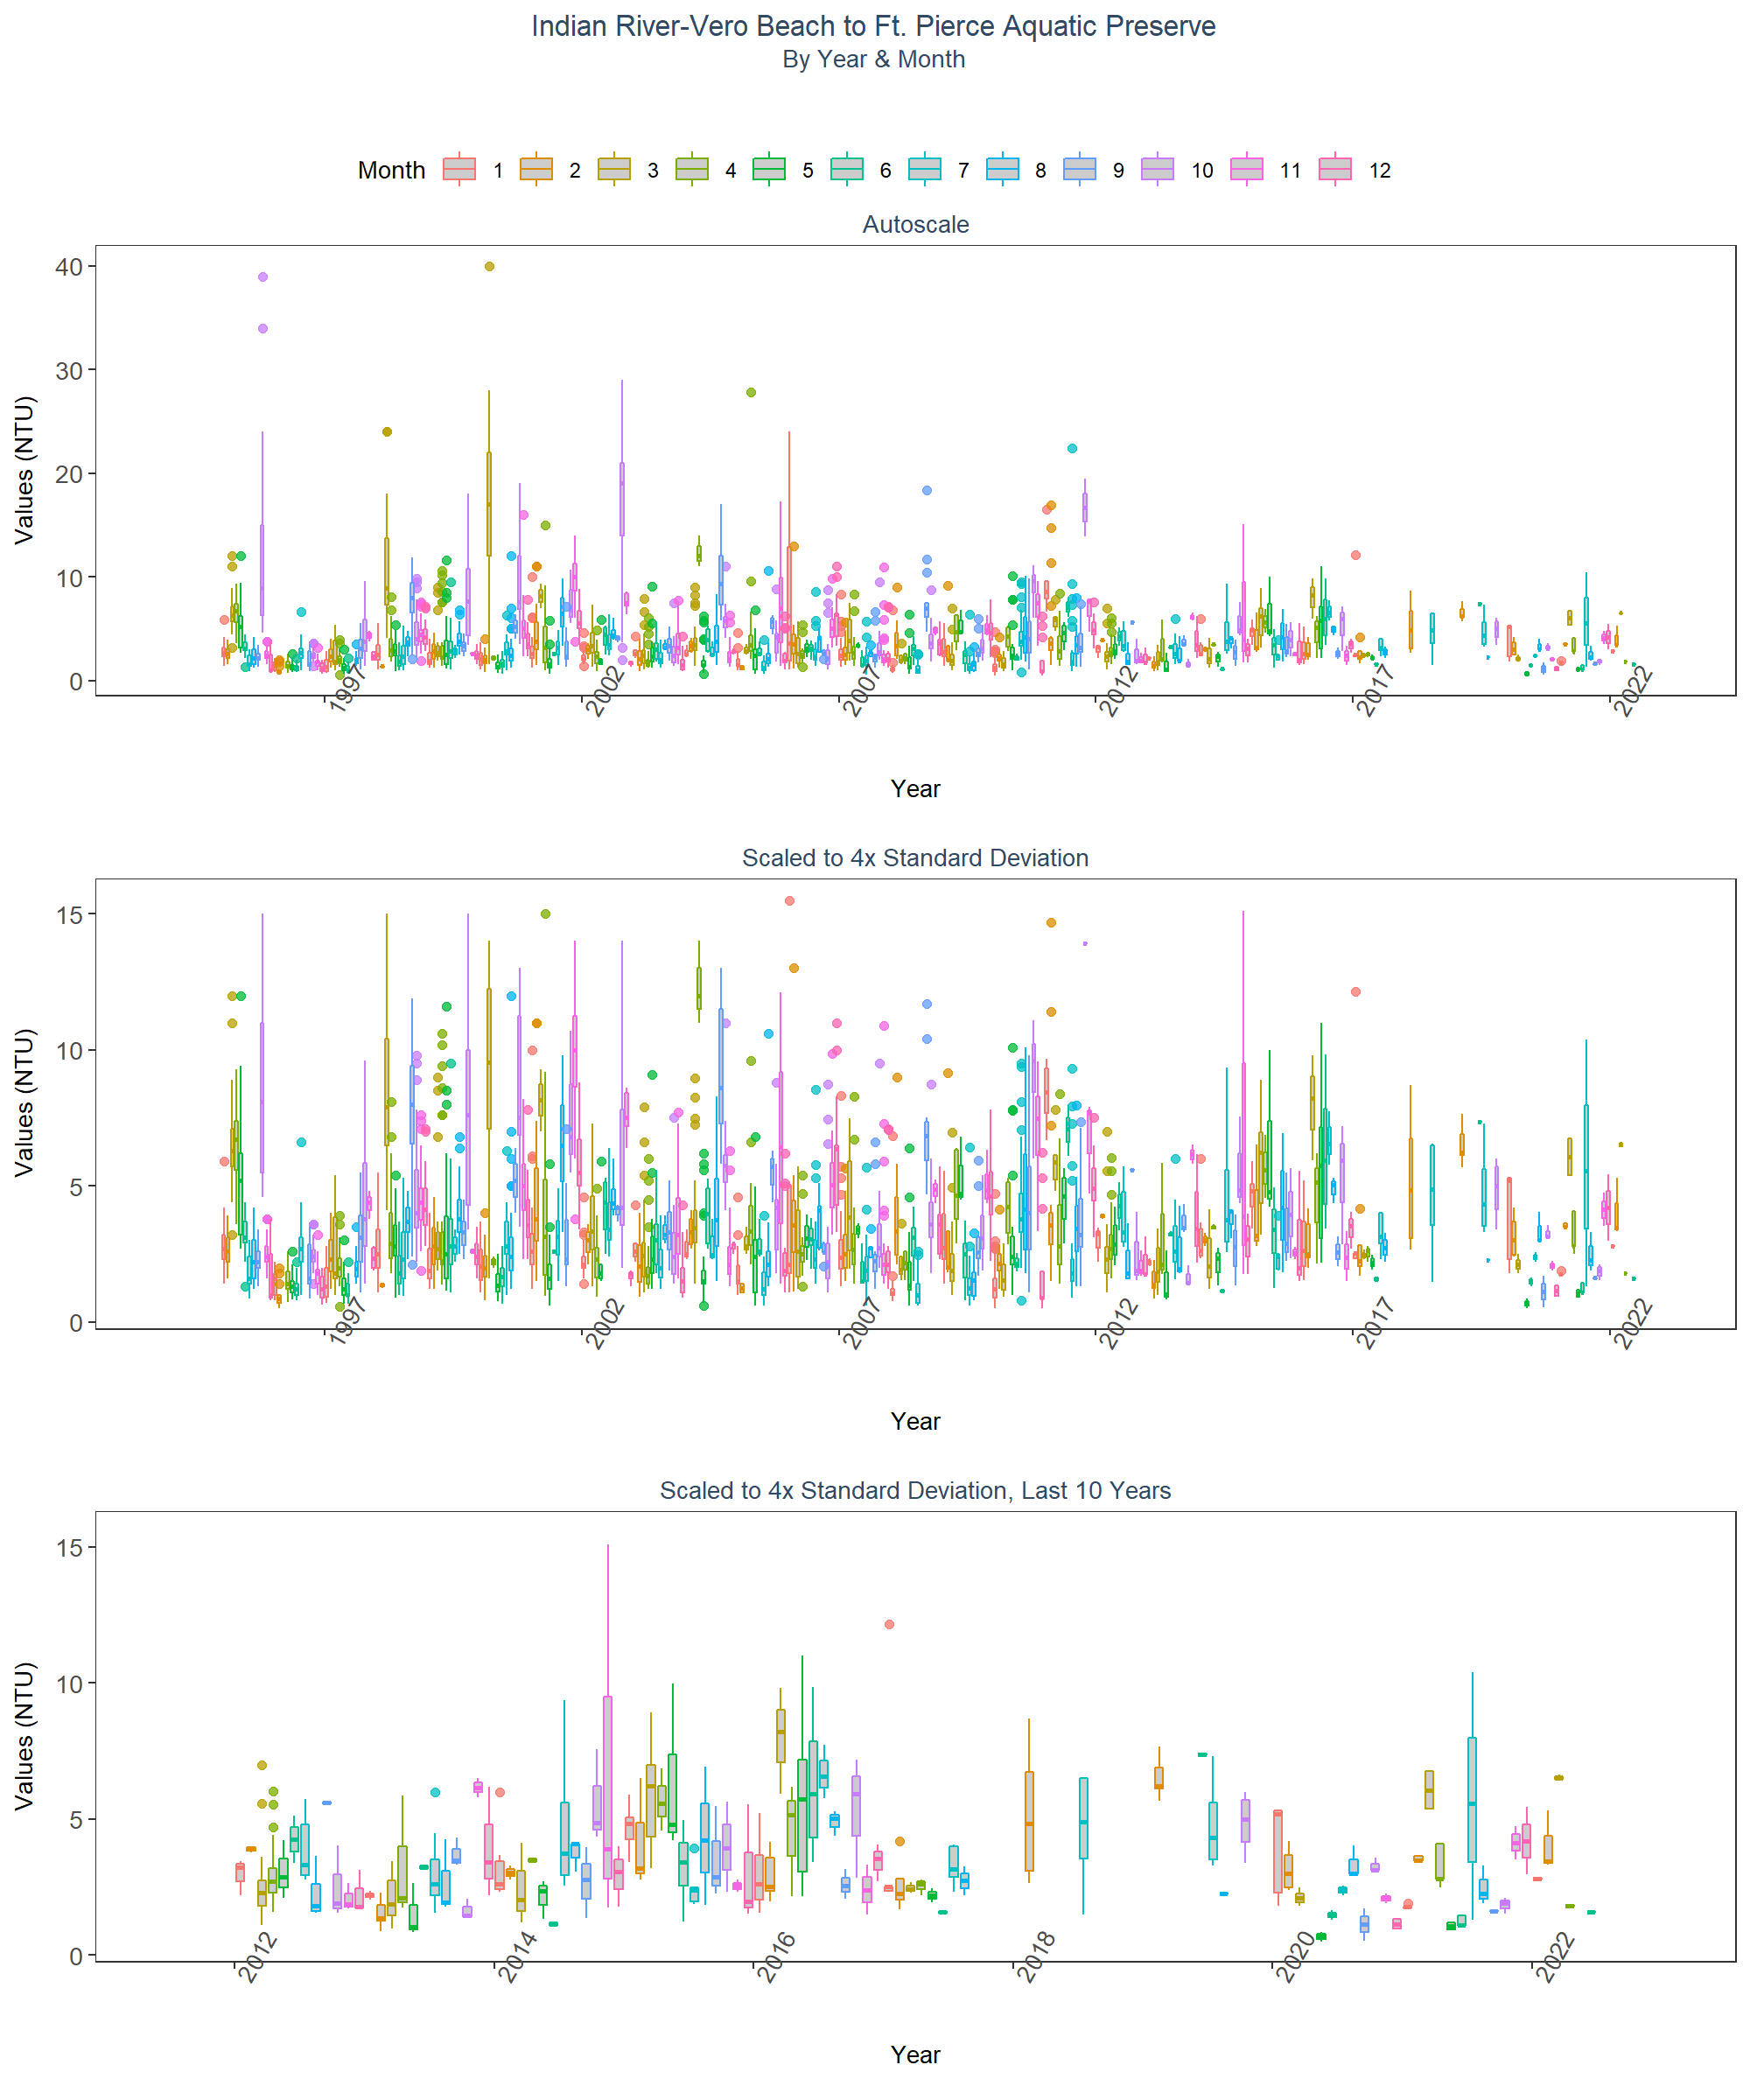 Indian River-Vero Beach to Ft. Pierce Aquatic Preserve
By Year & Month
Month 1 2 3 4 5 6 7 8 9 10 11 12
Autoscale
Values (NTU)
40
30
20
10
0
1997 2002 2007 2012 2017 2022
Year
Scaled to 4x Standard Deviation
Values (NTU)
15
10
5
0
1997 2002 2007 2012 2017 2022
Year
Scaled to 4x Standard Deviation, Last 10 Years
Values (NTU)
15
10
5
0
2012 2014 2016 2018 2020 2022
Year